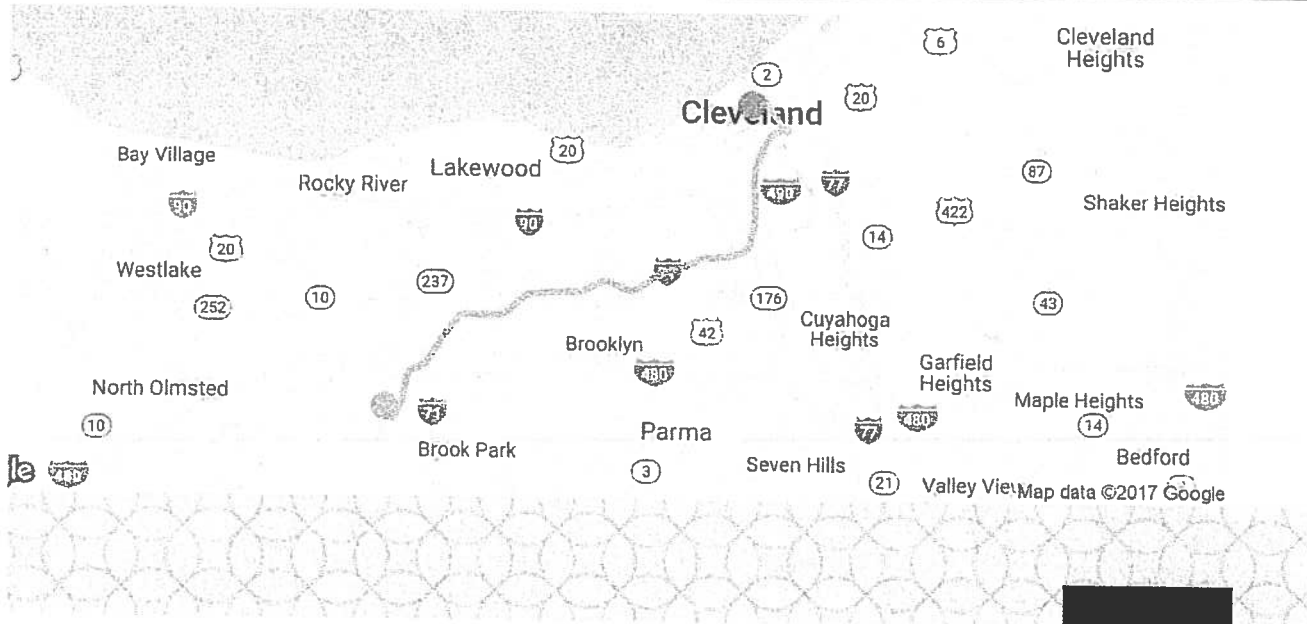 6
Cleveland
Heights
2
Cleveland
20
Bay Village
Lakewood
20
Rocky River
87
90
490
77
Shaker Heights
90
422
14
20
Westlake
237
252
10
176
43
42
Cuyahoga
Heights
Brooklyn
480
Garfield
Heights
North Olmsted
Maple Heights
480
10
71
77
480
14
Parma
Brook Park
Bedford
Seven Hills
3
480
21
Valley View
Map data ©2017 Google